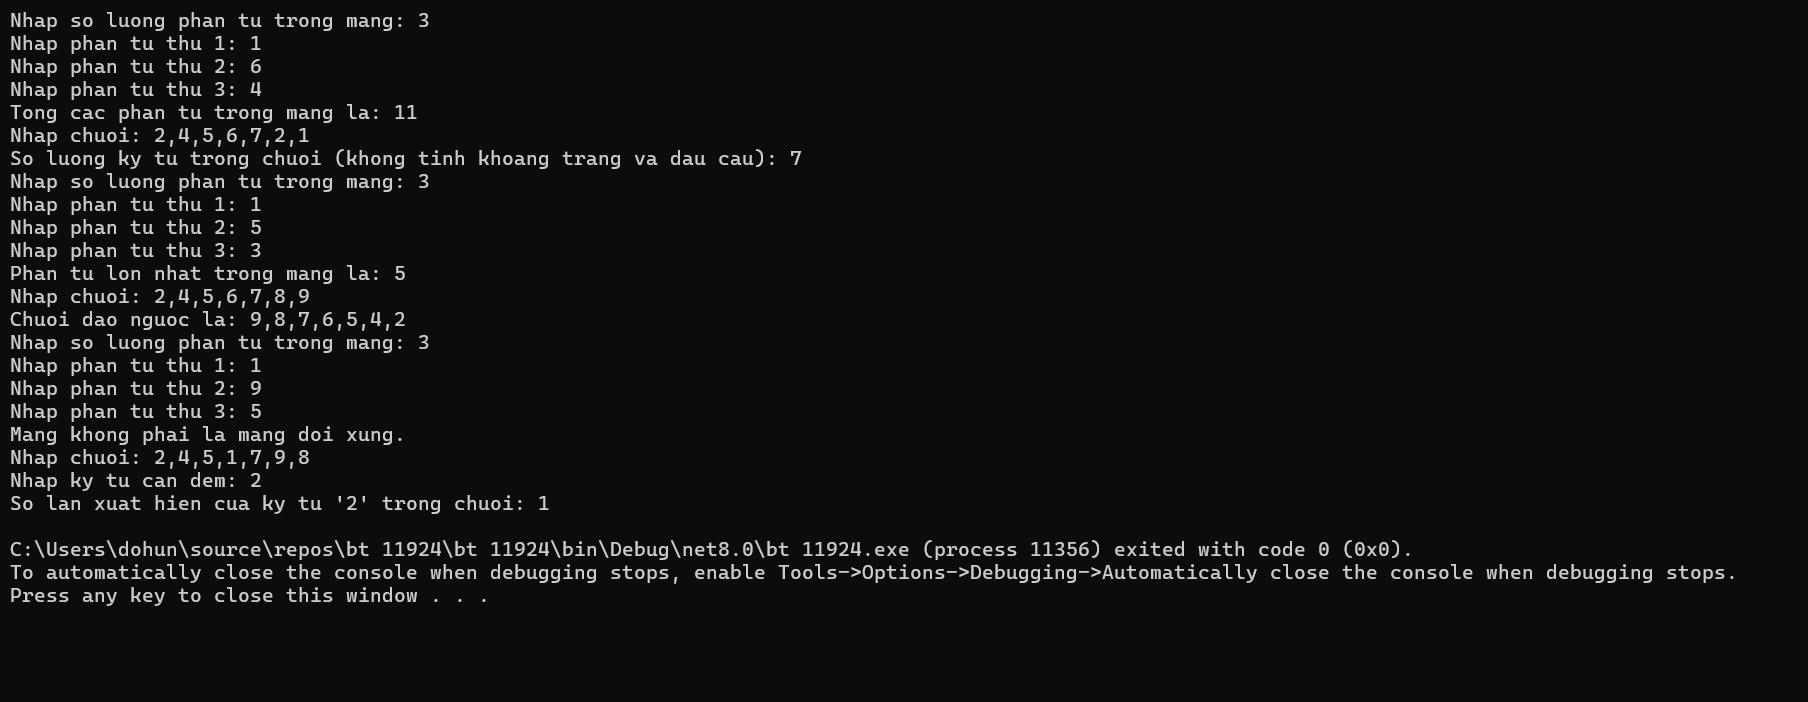 Nhap so luong phan tu trong mang: 3
Nhap phan tu thu 1: 1
Nhap phan tu thu 2: 6
Nhap phan tu thu 3: 4
Tong cac phan tu trong mang la: 11
Nhap chuoi: 2,4,5,6,7,2,1
So luong ky tu trong chuoi (khong tinh khoang trang va dau cau): 7
Nhap so luong phan tu trong mang: 3
Nhap phan tu thu 1: 1
Nhap phan tu thu 2: 5
Nhap phan tu thu 3: 3
Phan tu lon nhat trong mang la: 5
Nhap chuoi: 2,4,5,6,7,8,9
Chuoi dao nguoc la: 9,8,7,6,5,4,2
Nhap so luong phan tu trong mang: 3
Nhap phan tu thu 1: 1
Nhap phan tu thu 2: 9
Nhap phan tu thu 3: 5
Mang khong phai la mang doi xung.
Nhap chuoi: 2,4,5,1,7,9,8
Nhap ky tu can dem: 2
So lan xuat hien cua ky tu '2' trong chuoi: 1
C:\Users\dohun\source\repos\bt 11924\bt 11924\bin\Debug\net8.0\bt 11924.exe (process 11356) exited with code 0 (0x0).
To automatically close the console when debugging stops, enable Tools->Options->Debugging->Automatically close the console when debugging stops.
Press any key to close this window . . .